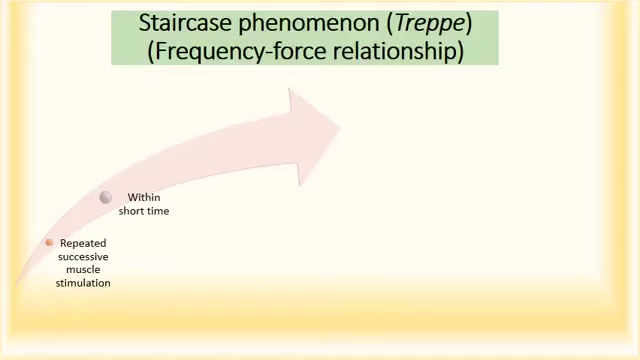 Staircase phenomenon (Treppe)
(Frequency-force relationship)
Within
short time
Repeated
successive
muscle
stimulation